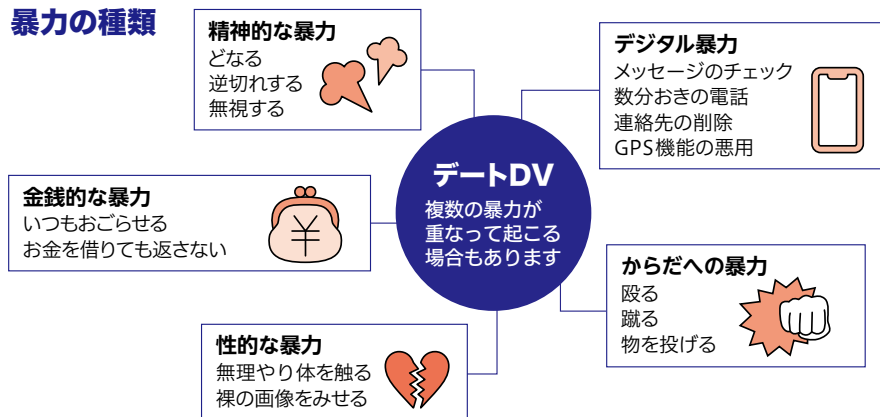 暴力の種類
精神的な暴力
どなる
逆切れする
無視する
デジタル暴力
メッセージのチェック
数分おきの電話
連絡先の削除
GPS機能の悪用
デートDV
複数の暴力が
重なって起こる
場合もあります
金銭的な暴力
いつもおごらせる
お金を借りても返さない
¥
からだへの暴力
殴る
蹴る
物を投げる
性的な暴力
無理やり体を触る
裸の画像をみせる